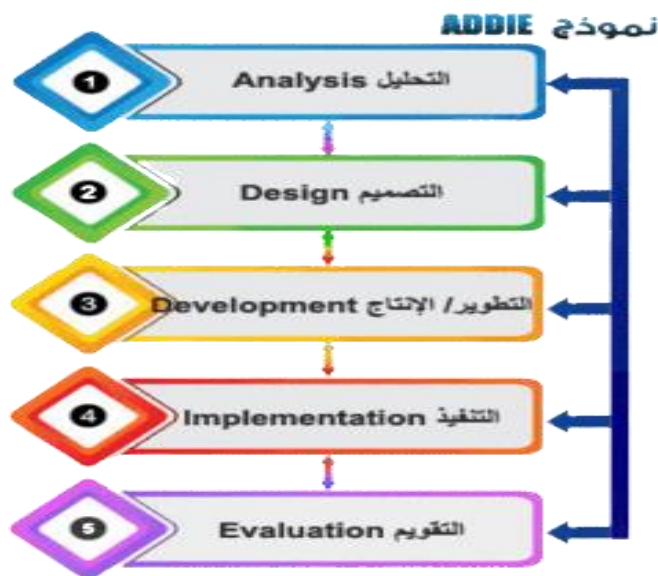 نموذج ADDIE
1
التحليل Analysis
2
التصميم Design
3
التطوير/ الإنتاج Development
4
التنفيذ Implementation
5
التقويم Evaluation